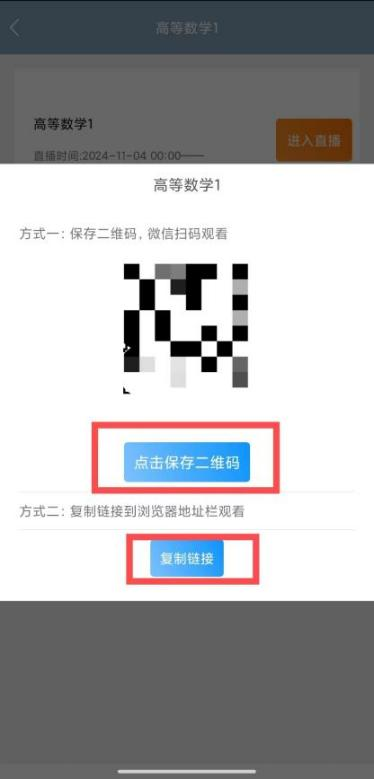 高等数学1
高等数学1
进入直播
直播时间:2024-11-04 00:00——
高等数学1
方式一: 保存二维码, 微信扫码观看
点击保存二维码
方式二: 复制链接到浏览器地址栏观看
复制链接